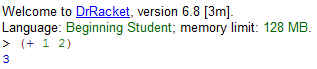 Welcome to DrRacket, version 6.8 [3m].
Language: Beginning Student; memory limit: 128 MB.
> (+ 1 2)
3